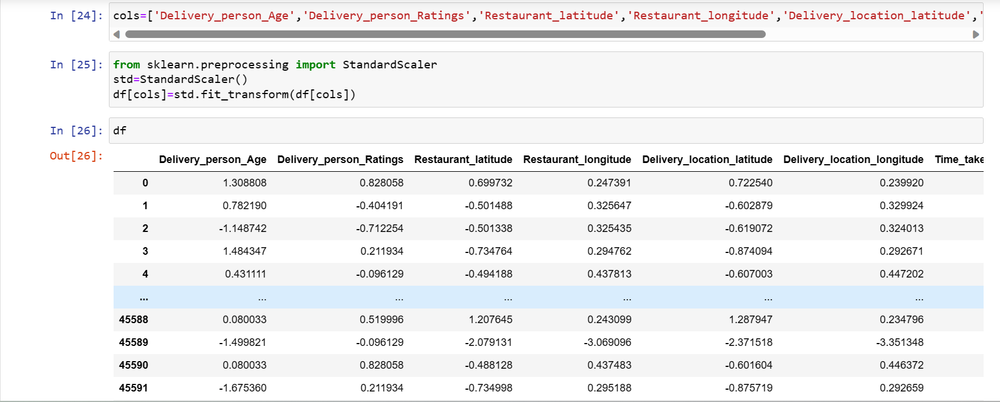 In [24]: cols=['Delivery_person_Age','Delivery_person_Ratings','Restaurant_latitude','Restaurant_longitude','Delivery_location_latitude','
In [25]: from sklearn.preprocessing import StandardScaler
std=StandardScaler()
df[cols]=std.fit_transform(df[cols])
In [26]: df
Out[26]:
Delivery_person_Age Delivery_person_Ratings Restaurant_latitude Restaurant_longitude Delivery_location_latitude Delivery_location_longitude Time_take
0 1.308808 0.828058 0.699732 0.247391 0.722540 0.239920
1 0.782190 -0.404191 -0.501488 0.325647 -0.602879 0.329924
2 -1.148742 -0.712254 -0.501338 0.325435 -0.619072 0.324013
3 1.484347 0.211934 -0.734764 0.294762 -0.874094 0.292671
4 0.431111 -0.096129 -0.494188 0.437813 -0.607003 0.447202
... ... ... ... ... ... ...
45588 0.080033 0.519996 1.207645 0.243099 1.287947 0.234796
45589 -1.499821 -0.096129 -2.079131 -3.069096 -2.371518 -3.351348
45590 0.080033 0.828058 -0.488128 0.437483 -0.601604 0.446372
45591 -1.675360 0.211934 -0.734998 0.295188 -0.875719 0.292659